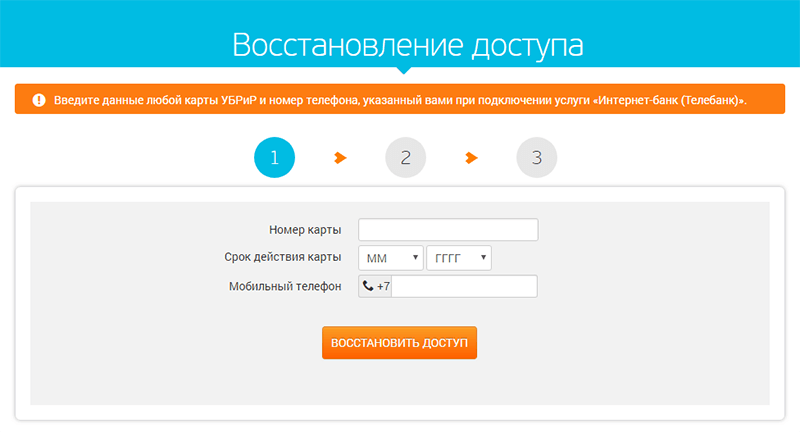 Восстановление доступа
Введите данные любой карты УБРиР и номер телефона, указанный вами при подключении услуги «Интернет-банк (Телебанк)».
1 2 3
Номер карты
Срок действия карты ММ ГГГГ
Мобильный телефон +7
ВОССТАНОВИТЬ ДОСТУП